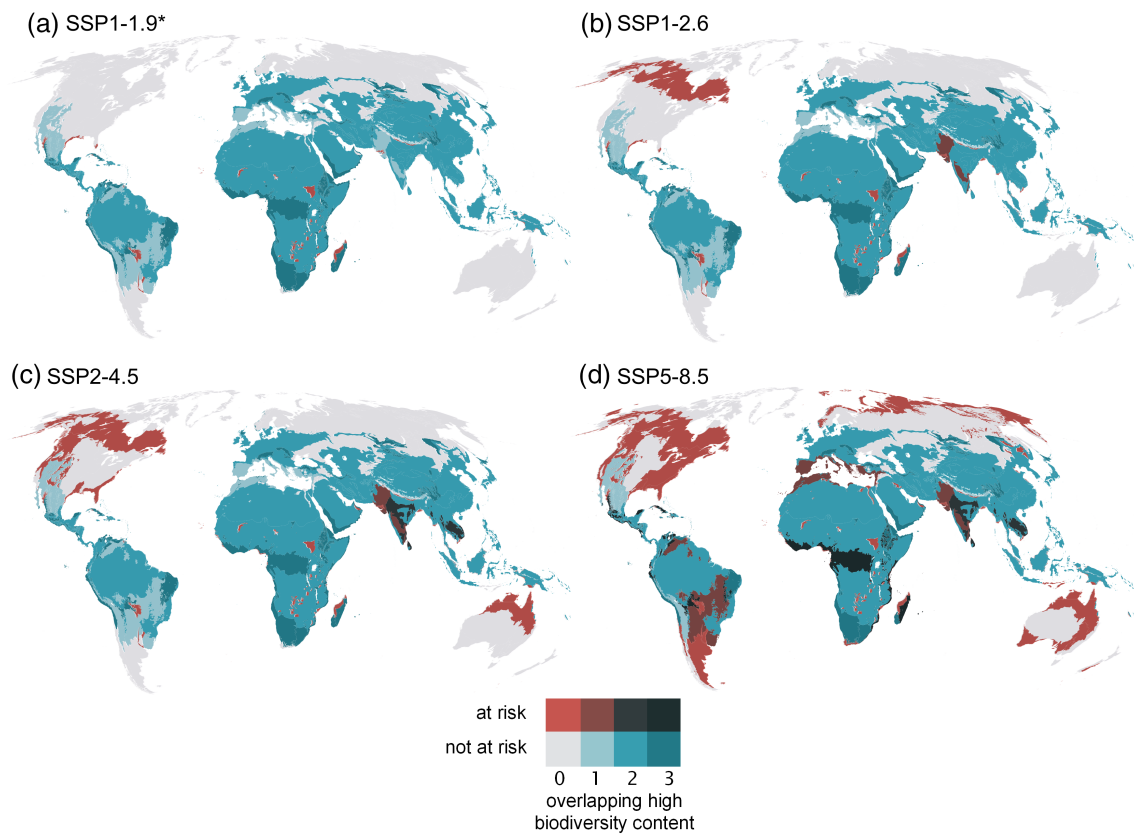 (a) SSP1-1.9*
(b) SSP1-2.6
(c) SSP2-4.5
(d) SSP5-8.5
at risk
not at risk
0 1 2 3
overlapping high
biodiversity content